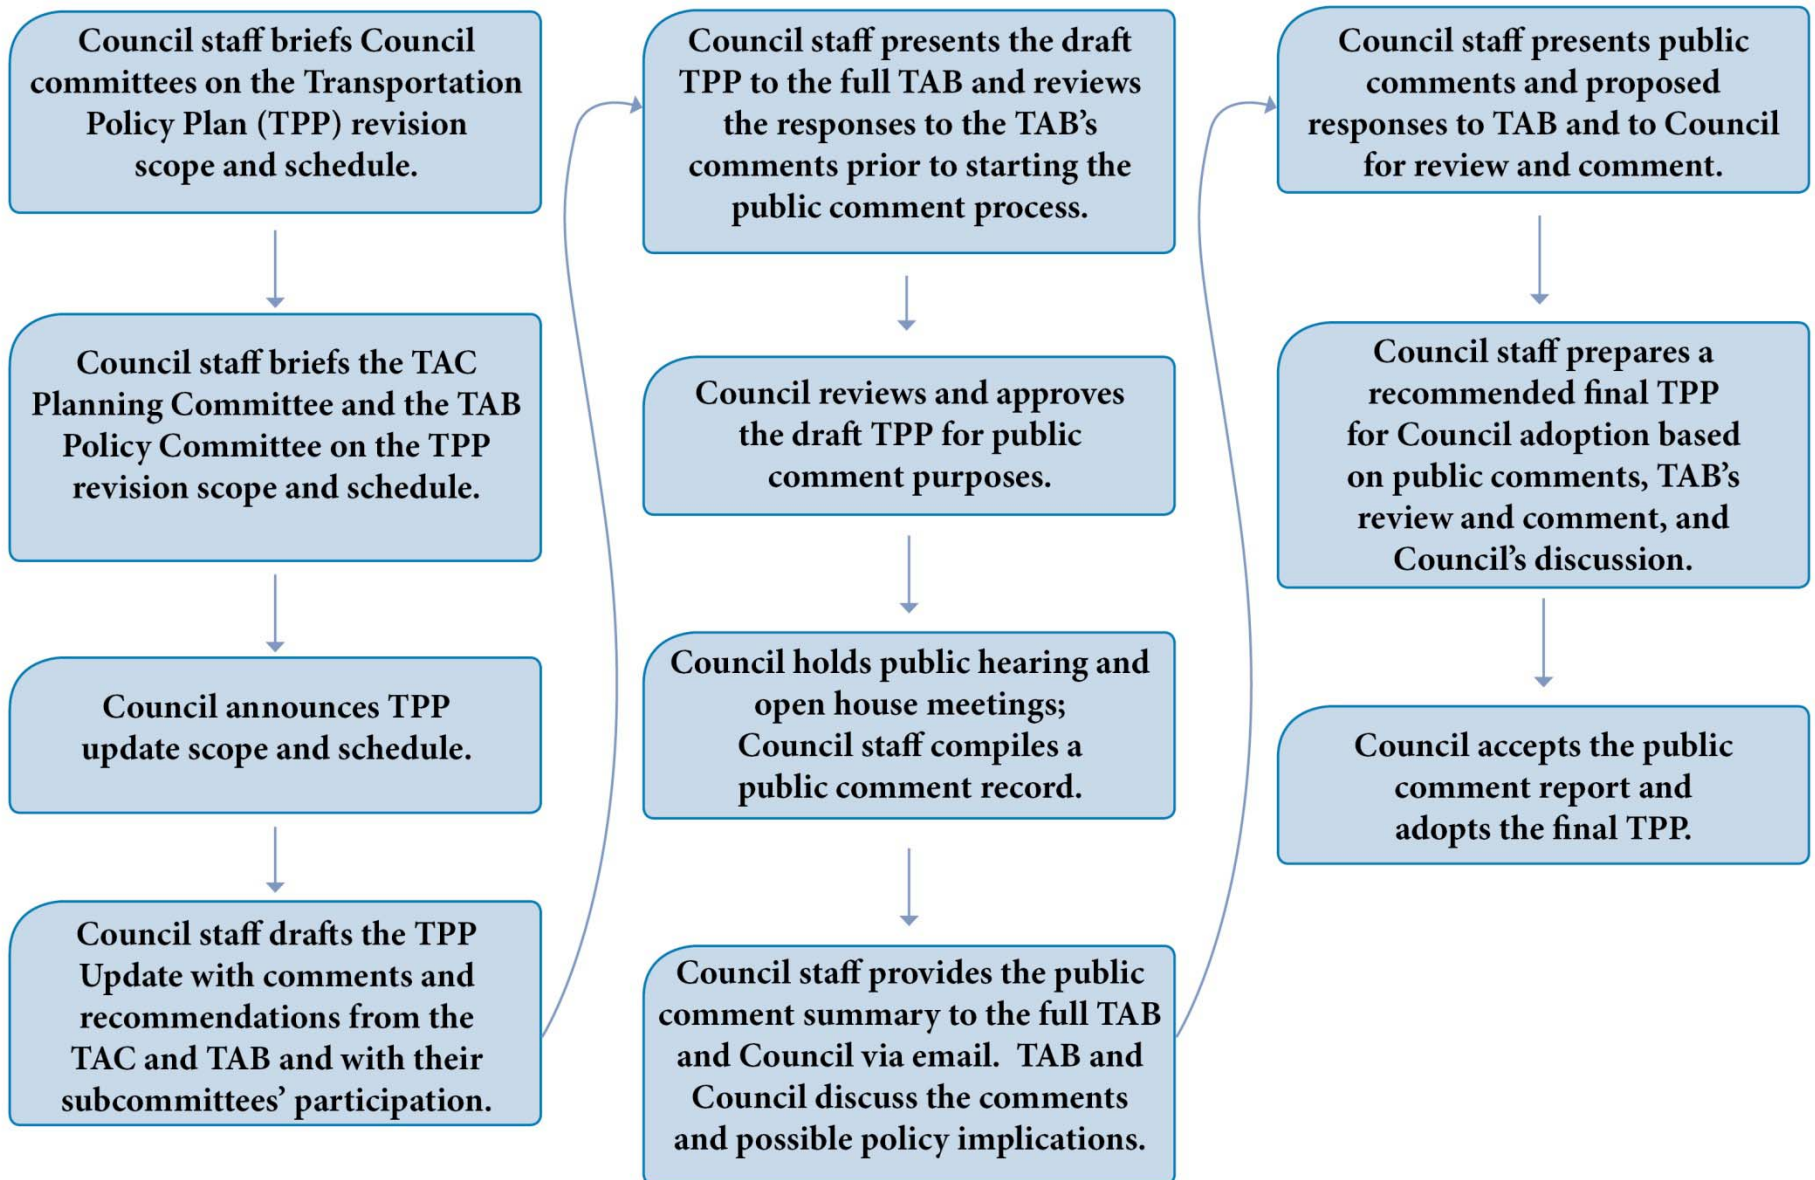 Council staff briefs Council
committees on the Transportation
Policy Plan (TPP) revision
scope and schedule.
Council staff briefs the TAC
Planning Committee and the TAB
Policy Committee on the TPP
revision scope and schedule.
Council announces TPP
update scope and schedule.
Council staff drafts the TPP
Update with comments and
recommendations from the
TAC and TAB and with their
subcommittees’ participation.
Council staff presents the draft
TPP to the full TAB and reviews
the responses to the TAB’s
comments prior to starting the
public comment process.
Council reviews and approves
the draft TPP for public
comment purposes.
Council holds public hearing and
open house meetings;
Council staff compiles a
public comment record.
Council staff provides the public
comment summary to the full TAB
and Council via email.  TAB and
Council discuss the comments
and possible policy implications.
Council staff presents public
comments and proposed
responses to TAB and to Council
for review and comment.
Council staff prepares a
recommended final TPP
for Council adoption based
on public comments, TAB’s
review and comment, and
Council’s discussion.
Council accepts the public
comment report and
adopts the final TPP.